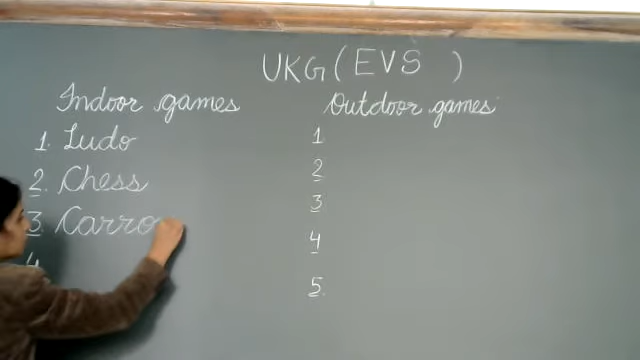 UKG (EVS)
Indoor games
1. Ludo
2. Chess
3. Carro
4
Outdoor games
1
2
3
4
5.